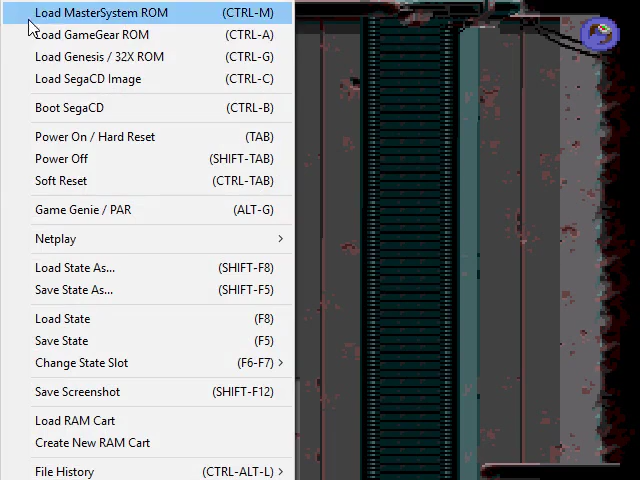 Load MasterSystem ROM (CTRL-M)
Load GameGear ROM (CTRL-A)
Load Genesis / 32X ROM (CTRL-G)
Load SegaCD Image (CTRL-C)
Boot SegaCD (CTRL-B)
Power On / Hard Reset (TAB)
Power Off (SHIFT-TAB)
Soft Reset (CTRL-TAB)
Game Genie / PAR (ALT-G)
Netplay
Load State As... (SHIFT-F8)
Save State As... (SHIFT-F5)
Load State (F8)
Save State (F5)
Change State Slot (F6-F7)
Save Screenshot (SHIFT-F12)
Load RAM Cart
Create New RAM Cart
File History (CTRL-ALT-L)